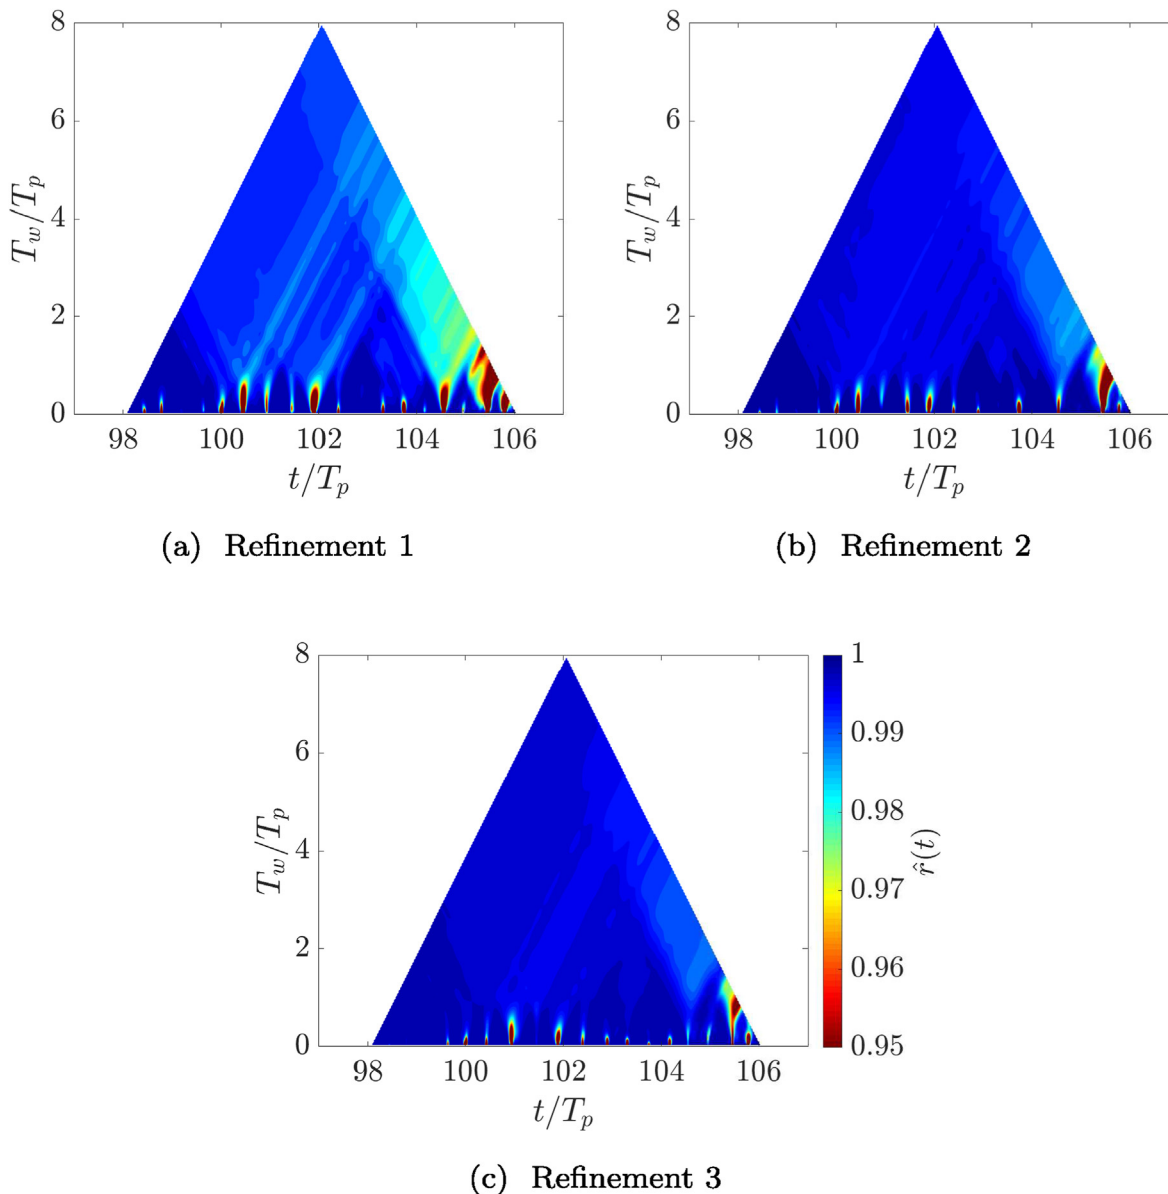 8
6
4
2
0
T_w/T_p
98 100 102 104 106
t/T_p
(a) Refinement 1
8
6
4
2
0
T_w/T_p
98 100 102 104 106
t/T_p
(b) Refinement 2
8
6
4
2
0
T_w/T_p
98 100 102 104 106
t/T_p
1
0.99
0.98
0.97
0.96
0.95
r̂(t)
(c) Refinement 3